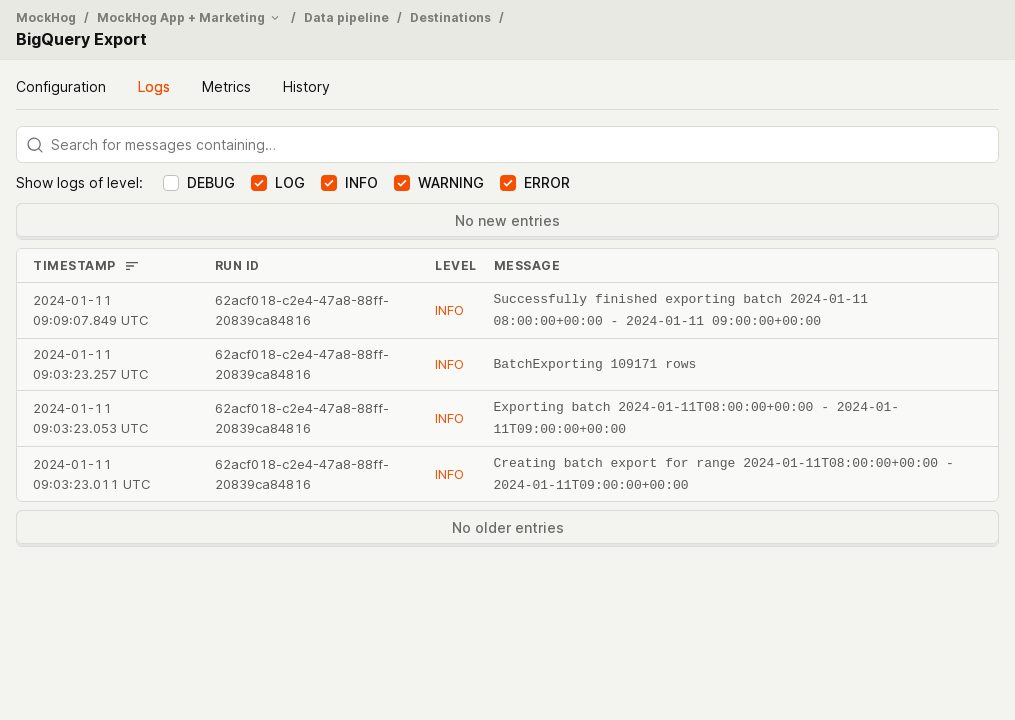 MockHog / MockHog App + Marketing / Data pipeline / Destinations /
BigQuery Export
Configuration Logs Metrics History
Search for messages containing…
Show logs of level: DEBUG LOG INFO WARNING ERROR
No new entries
TIMESTAMP RUN ID LEVEL MESSAGE
2024-01-11 09:09:07.849 UTC 62acf018-c2e4-47a8-88ff-20839ca84816 INFO Successfully finished exporting batch 2024-01-11 08:00:00+00:00 - 2024-01-11 09:00:00+00:00
2024-01-11 09:03:23.257 UTC 62acf018-c2e4-47a8-88ff-20839ca84816 INFO BatchExporting 109171 rows
2024-01-11 09:03:23.053 UTC 62acf018-c2e4-47a8-88ff-20839ca84816 INFO Exporting batch 2024-01-11T08:00:00+00:00 - 2024-01-11T09:00:00+00:00
2024-01-11 09:03:23.011 UTC 62acf018-c2e4-47a8-88ff-20839ca84816 INFO Creating batch export for range 2024-01-11T08:00:00+00:00 - 2024-01-11T09:00:00+00:00
No older entries